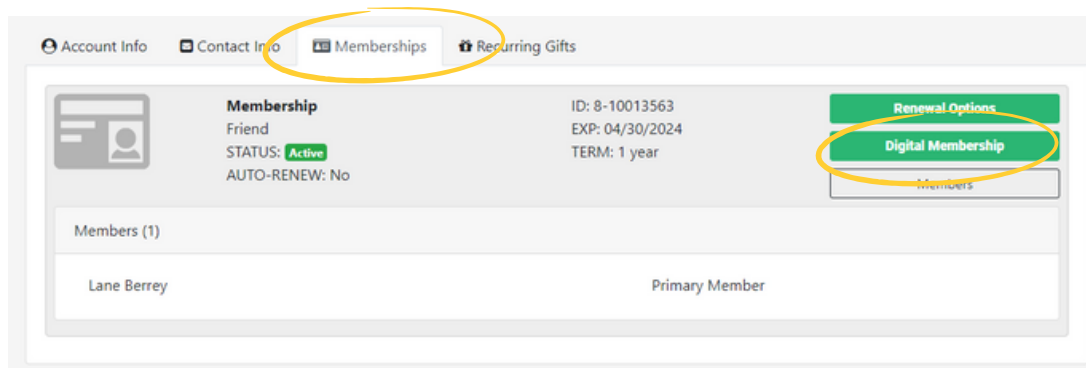 Account Info Contact Info Memberships Recurring Gifts
Membership
Friend
STATUS: Active
AUTO-RENEW: No
ID: 8-10013563
EXP: 04/30/2024
TERM: 1 year
Renewal Options
Digital Membership
Members
Members (1)
Lane Berrey Primary Member